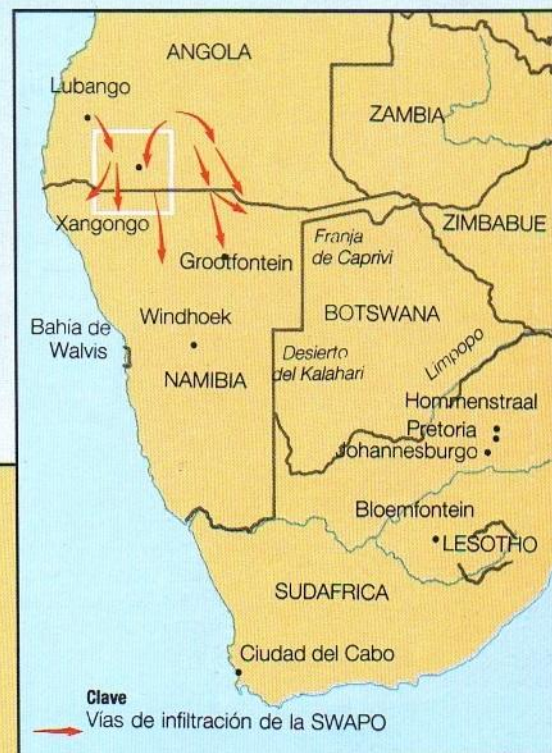 ANGOLA
Lubango
ZAMBIA
Xangongo
ZIMBABUE
Franja
de Caprivi
Grootfontein
Windhoek
BOTSWANA
Bahía de
Walvis
Desierto
del Kalahari
Limpopo
NAMIBIA
Hommenstraal
Pretoria
Johannesburgo
Bloemfontein
LESOTHO
SUDAFRICA
Ciudad del Cabo
Clave
Vías de infiltración de la SWAPO